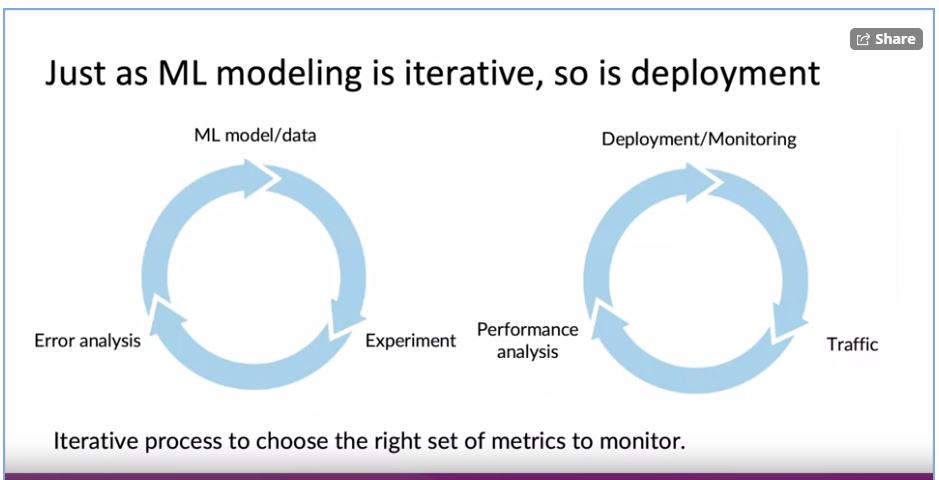 Share
Just as ML modeling is iterative, so is deployment
ML model/data
Error analysis
Experiment
Deployment/Monitoring
Performance
analysis
Traffic
Iterative process to choose the right set of metrics to monitor.